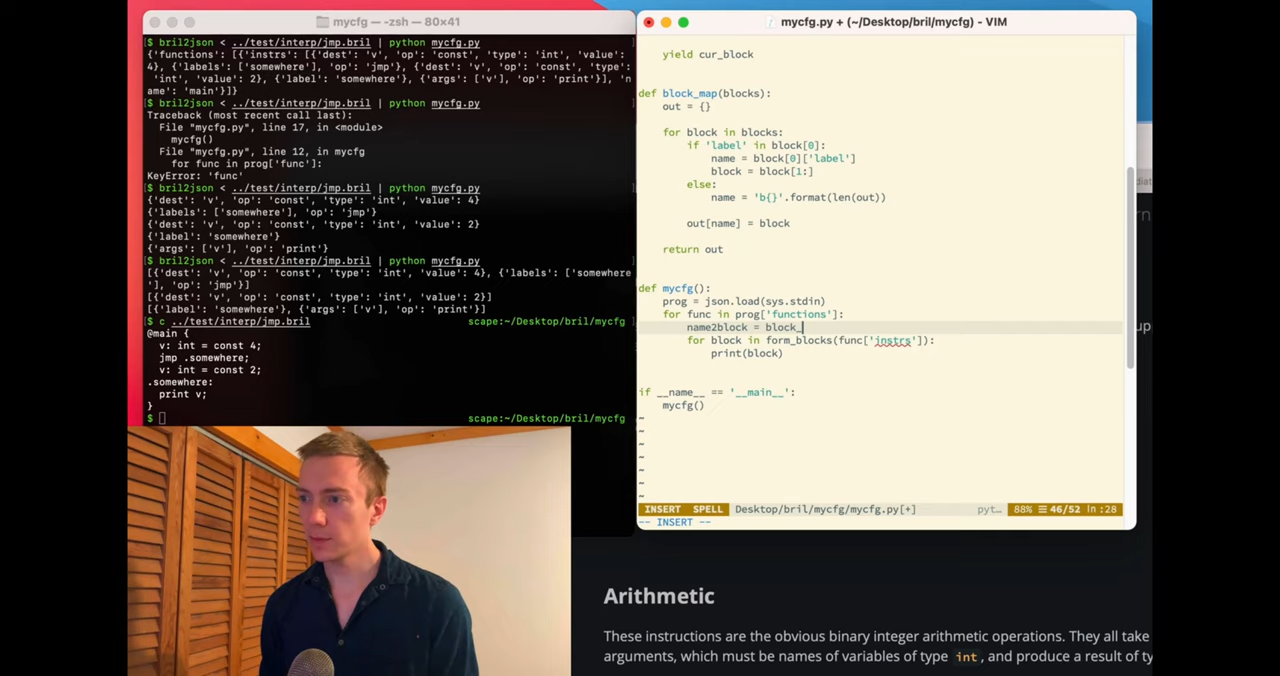 mycfg — -zsh — 80×41
$ bril2json < ../test/interp/jmp.bril | python mycfg.py
{'functions': [{'instrs': [{'dest': 'v', 'op': 'const', 'type': 'int', 'value':
4}, {'labels': ['somewhere'], 'op': 'jmp'}, {'dest': 'v', 'op': 'const', 'type':
'int', 'value': 2}, {'label': 'somewhere'}, {'args': ['v'], 'op': 'print'}], 'n
ame': 'main'}]}
$ bril2json < ../test/interp/jmp.bril | python mycfg.py
Traceback (most recent call last):
File "mycfg.py", line 17, in <module>
mycfg()
File "mycfg.py", line 12, in mycfg
for func in prog['func']:
KeyError: 'func'
$ bril2json < ../test/interp/jmp.bril | python mycfg.py
{'dest': 'v', 'op': 'const', 'type': 'int', 'value': 4}
{'labels': ['somewhere'], 'op': 'jmp'}
{'dest': 'v', 'op': 'const', 'type': 'int', 'value': 2}
{'label': 'somewhere'}
{'args': ['v'], 'op': 'print'}
$ bril2json < ../test/interp/jmp.bril | python mycfg.py
[{'dest': 'v', 'op': 'const', 'type': 'int', 'value': 4}, {'labels': ['somewhere
'], 'op': 'jmp'}]
[{'dest': 'v', 'op': 'const', 'type': 'int', 'value': 2}]
[{'label': 'somewhere'}, {'args': ['v'], 'op': 'print'}]
$ c ../test/interp/jmp.bril scape:~/Desktop/bril/mycfg
@main {
v: int = const 4;
jmp .somewhere;
v: int = const 2;
.somewhere:
print v;
}
$ scape:~/Desktop/bril/mycfg
mycfg.py + (~/Desktop/bril/mycfg) - VIM
yield cur_block
def block_map(blocks):
out = {}
for block in blocks:
if 'label' in block[0]:
name = block[0]['label']
block = block[1:]
else:
name = 'b{}'.format(len(out))
out[name] = block
return out
def mycfg():
prog = json.load(sys.stdin)
for func in prog['functions']:
name2block = block_
for block in form_blocks(func['instrs']):
print(block)
if __name__ == '__main__':
mycfg()
~
~
~
~
~
~
~
INSERT SPELL Desktop/bril/mycfg/mycfg.py[+] pyt… 88% ☰ 46/52 ㏑:28
-- INSERT --
diat
rn
up
Arithmetic
These instructions are the obvious binary integer arithmetic operations. They all take
arguments, which must be names of variables of type int, and produce a result of ty